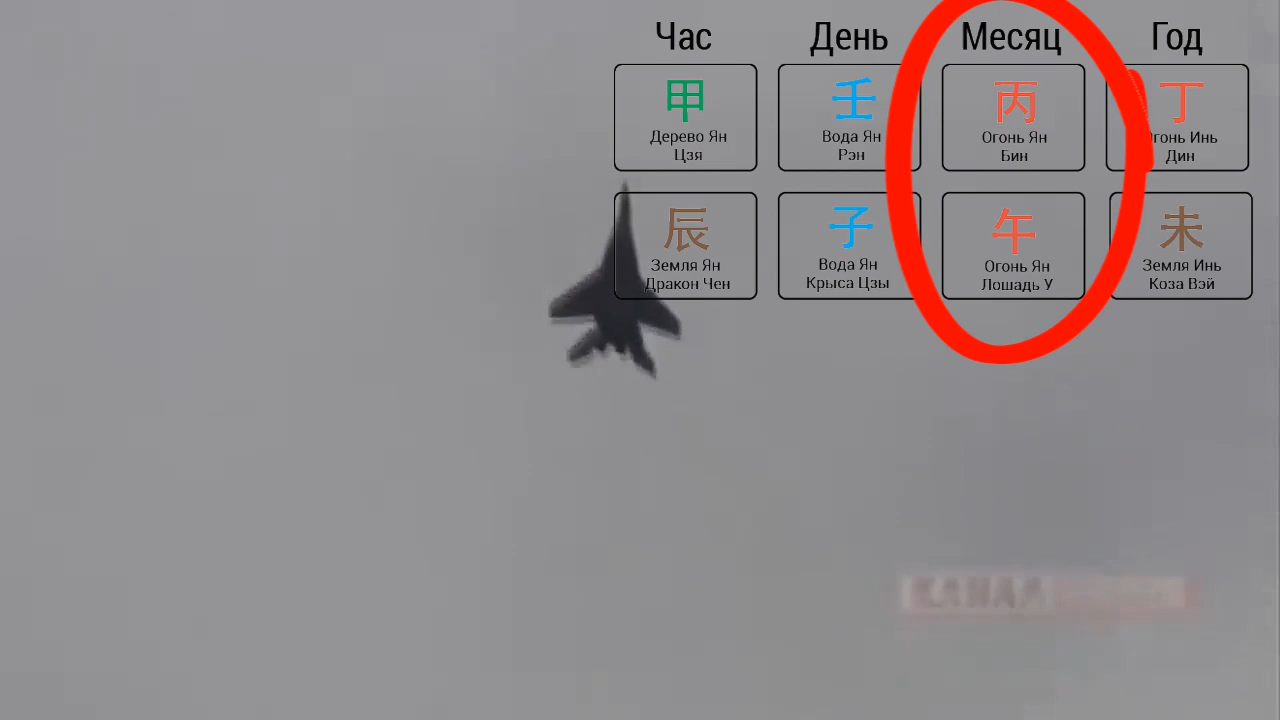 Час День Месяц Год
甲 壬 丙 丁
Дерево Ян Вода Ян Огонь Ян гонь Инь
Цзя Рэн Бин Дин
辰 子 午 未
Земля Ян Вода Ян Огонь Ян Земля Инь
Дракон Чен Крыса Цзы Лошадь У Коза Вэй
КАНАЛ